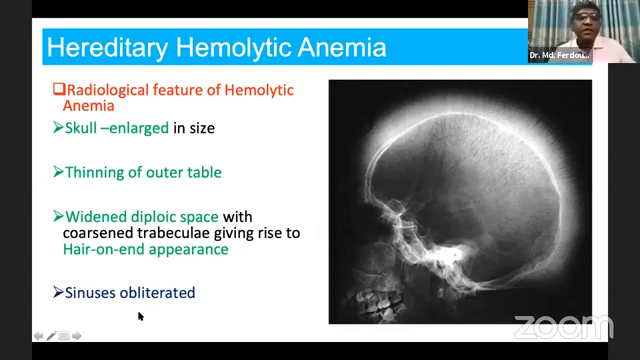 Hereditary Hemolytic Anemia
Dr. Md. Ferdou...
Radiological feature of Hemolytic
Anemia
Skull –enlarged in size
Thinning of outer table
Widened diploic space with
coarsened trabeculae giving rise to
Hair-on-end appearance
Sinuses obliterated
zoom